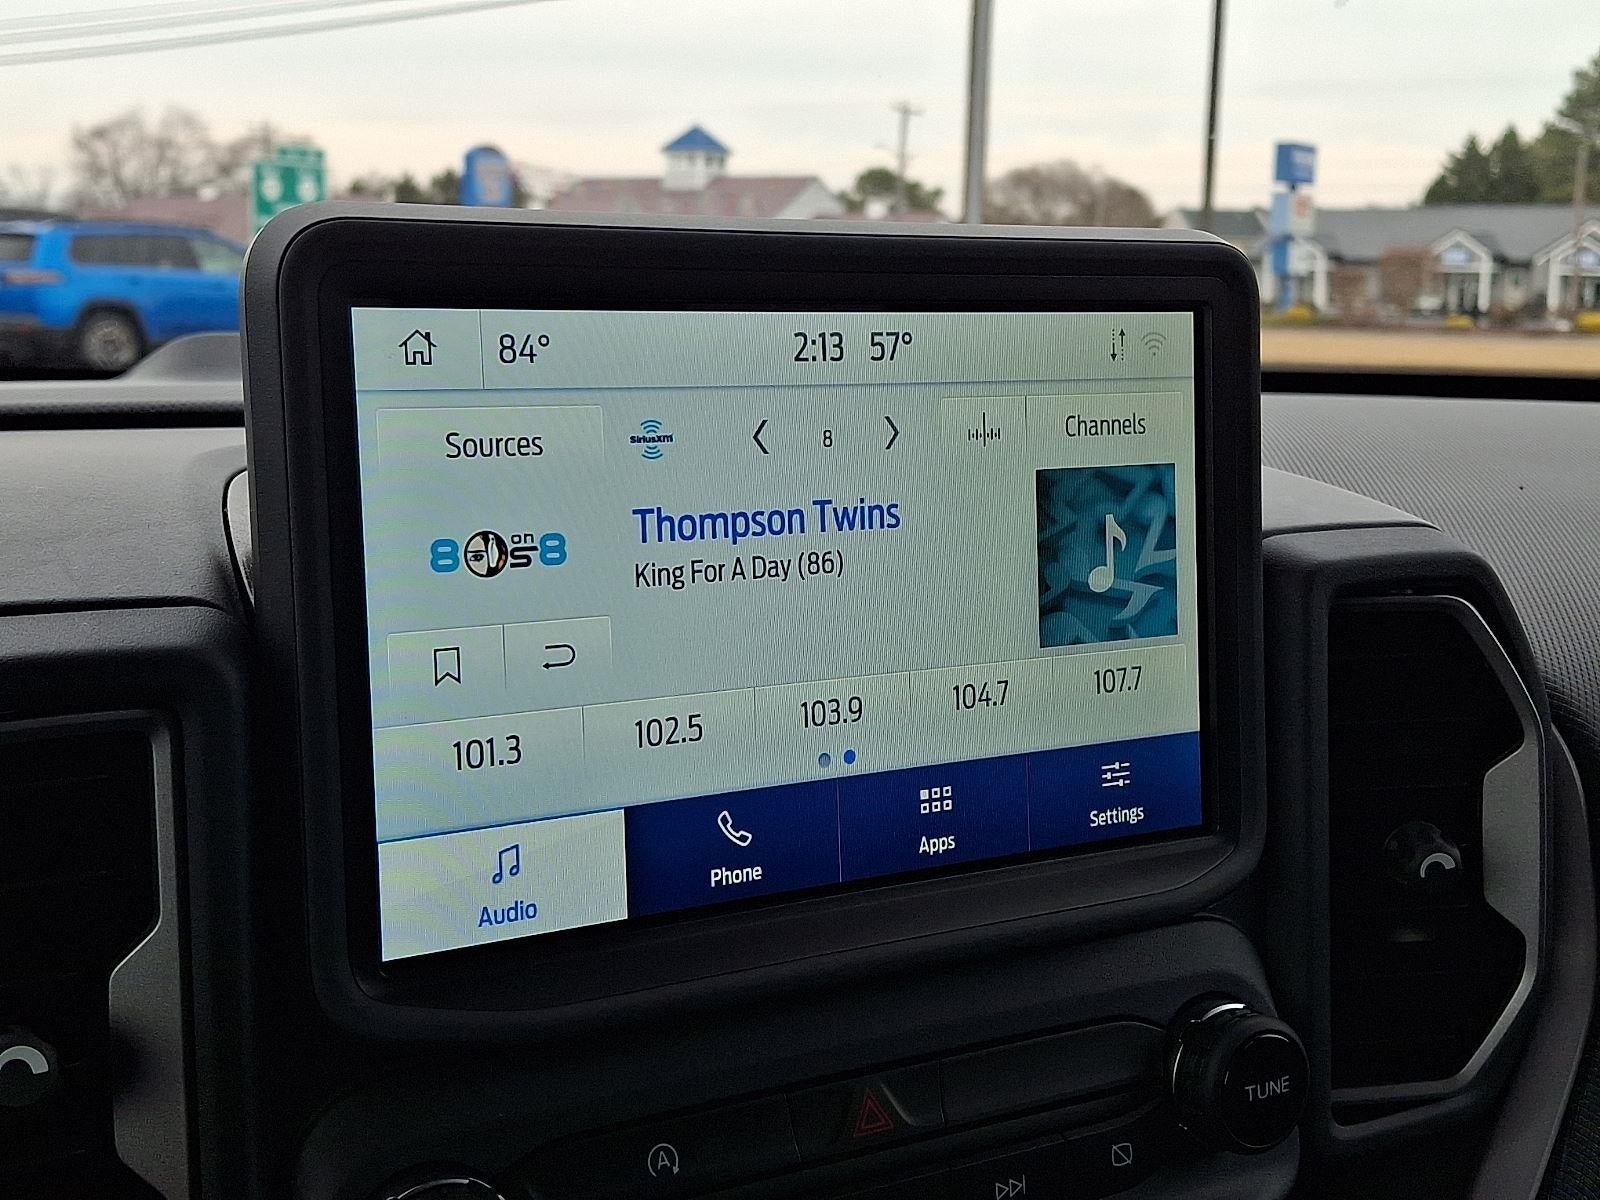 84°
2:13 57°
Sources
SiriusXM
8
Channels
80s on 8
Thompson Twins
King For A Day (86)
101.3
102.5
103.9
104.7
107.7
Audio
Phone
Apps
Settings
TUNE
A